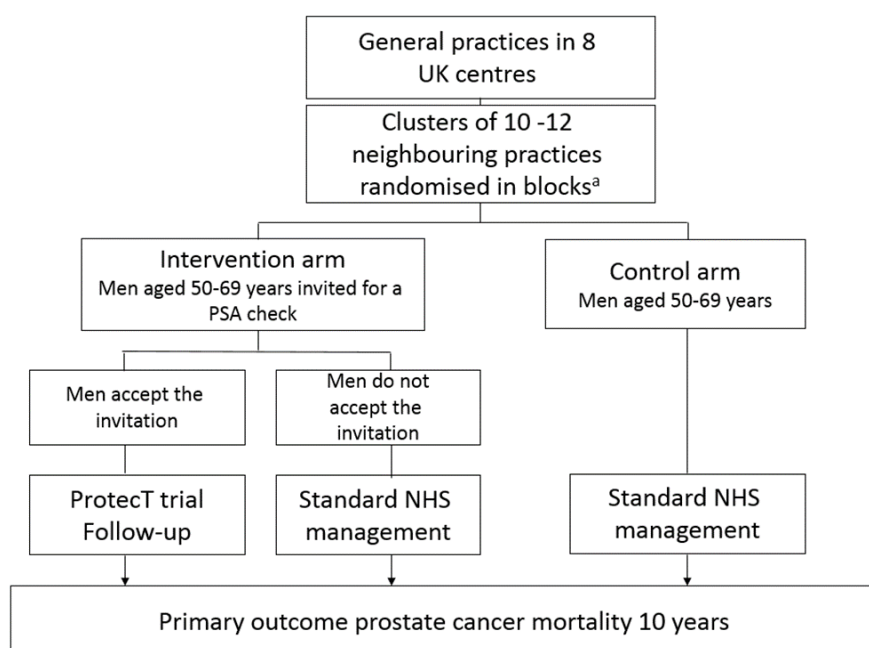 General practices in 8
UK centres
Clusters of 10 -12
neighbouring practices
randomised in blocksᵃ
Intervention arm
Men aged 50-69 years invited for a
PSA check
Control arm
Men aged 50-69 years
Men accept the
invitation
Men do not
accept the
invitation
ProtecT trial
Follow-up
Standard NHS
management
Standard NHS
management
Primary outcome prostate cancer mortality 10 years